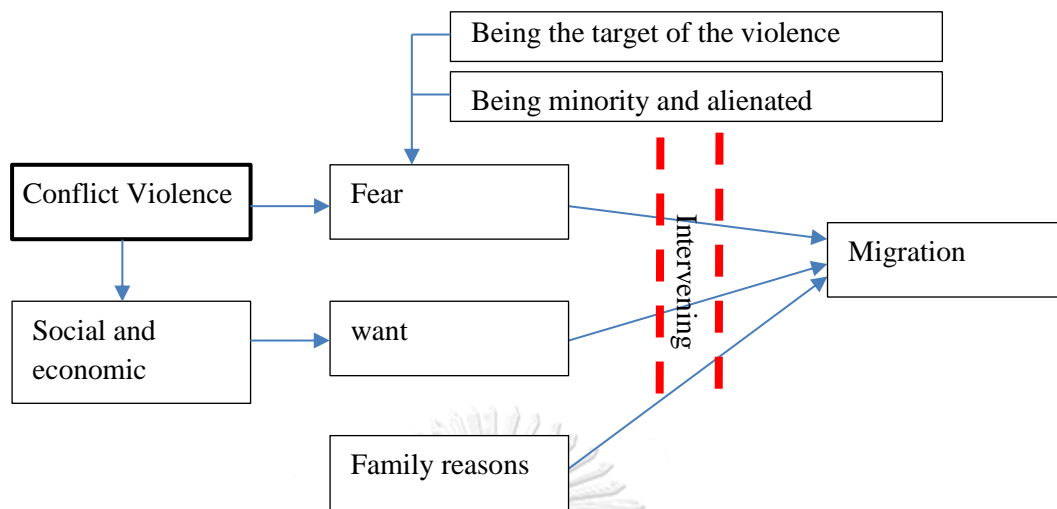 Being the target of the violence
Being minority and alienated
Conflict Violence
Fear
Intervening
Migration
Social and
economic
want
Family reasons